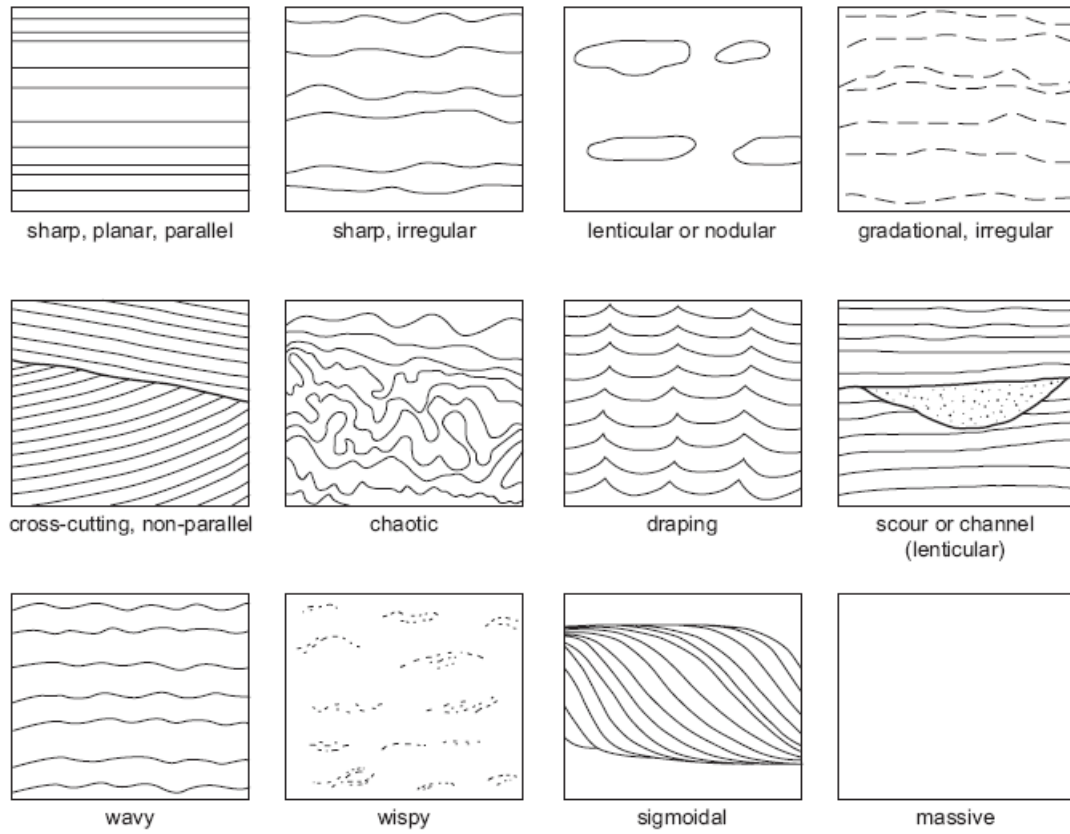 sharp, planar, parallel
sharp, irregular
lenticular or nodular
gradational, irregular
cross-cutting, non-parallel
chaotic
draping
scour or channel
(lenticular)
wavy
wispy
sigmoidal
massive